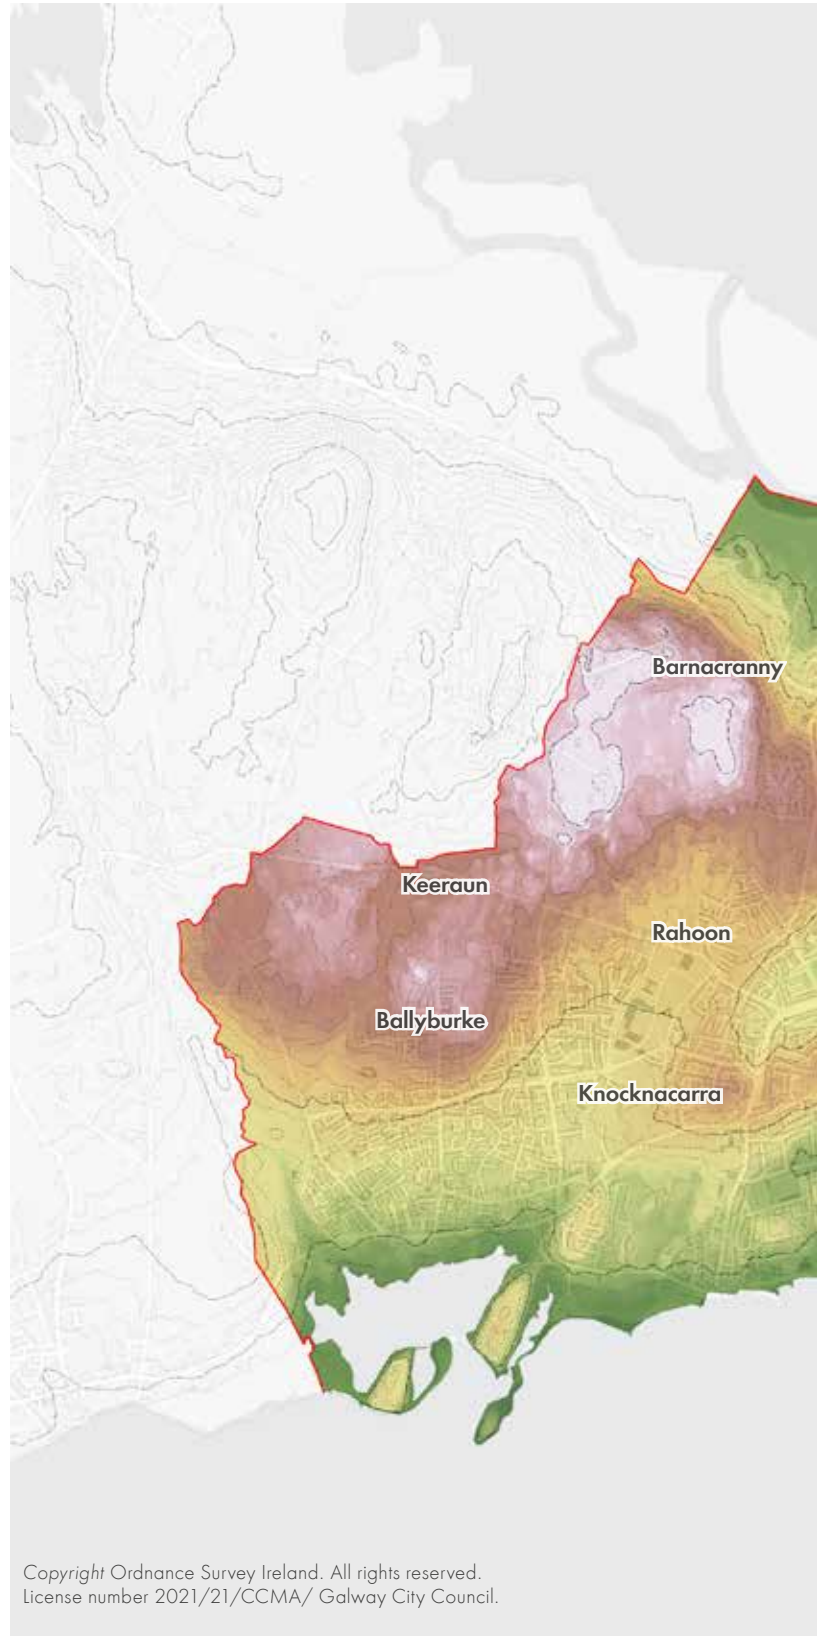 Barnacranny
Keeraun
Rahoon
Ballyburke
Knocknacarra
Copyright Ordnance Survey Ireland. All rights reserved.
License number 2021/21/CCMA/ Galway City Council.